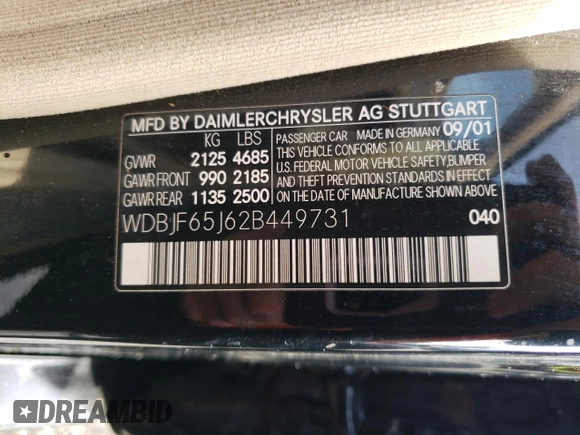 MFD BY DAIMLERCHRYSLER AG STUTTGART
KG LBS
GVWR 2125 4685
GAWR FRONT 990 2185
GAWR REAR 1135 2500
PASSENGER CAR MADE IN GERMANY 09/01
THIS VEHICLE CONFORMS TO ALL APPLICABLE
U.S. FEDERAL MOTOR VEHICLE SAFETY, BUMPER
AND THEFT PREVENTION STANDARDS IN EFFECT
ON THE DATE OF MANUFACTURE SHOWN ABOVE
WDBJF65J62B449731
040
DREAMBID